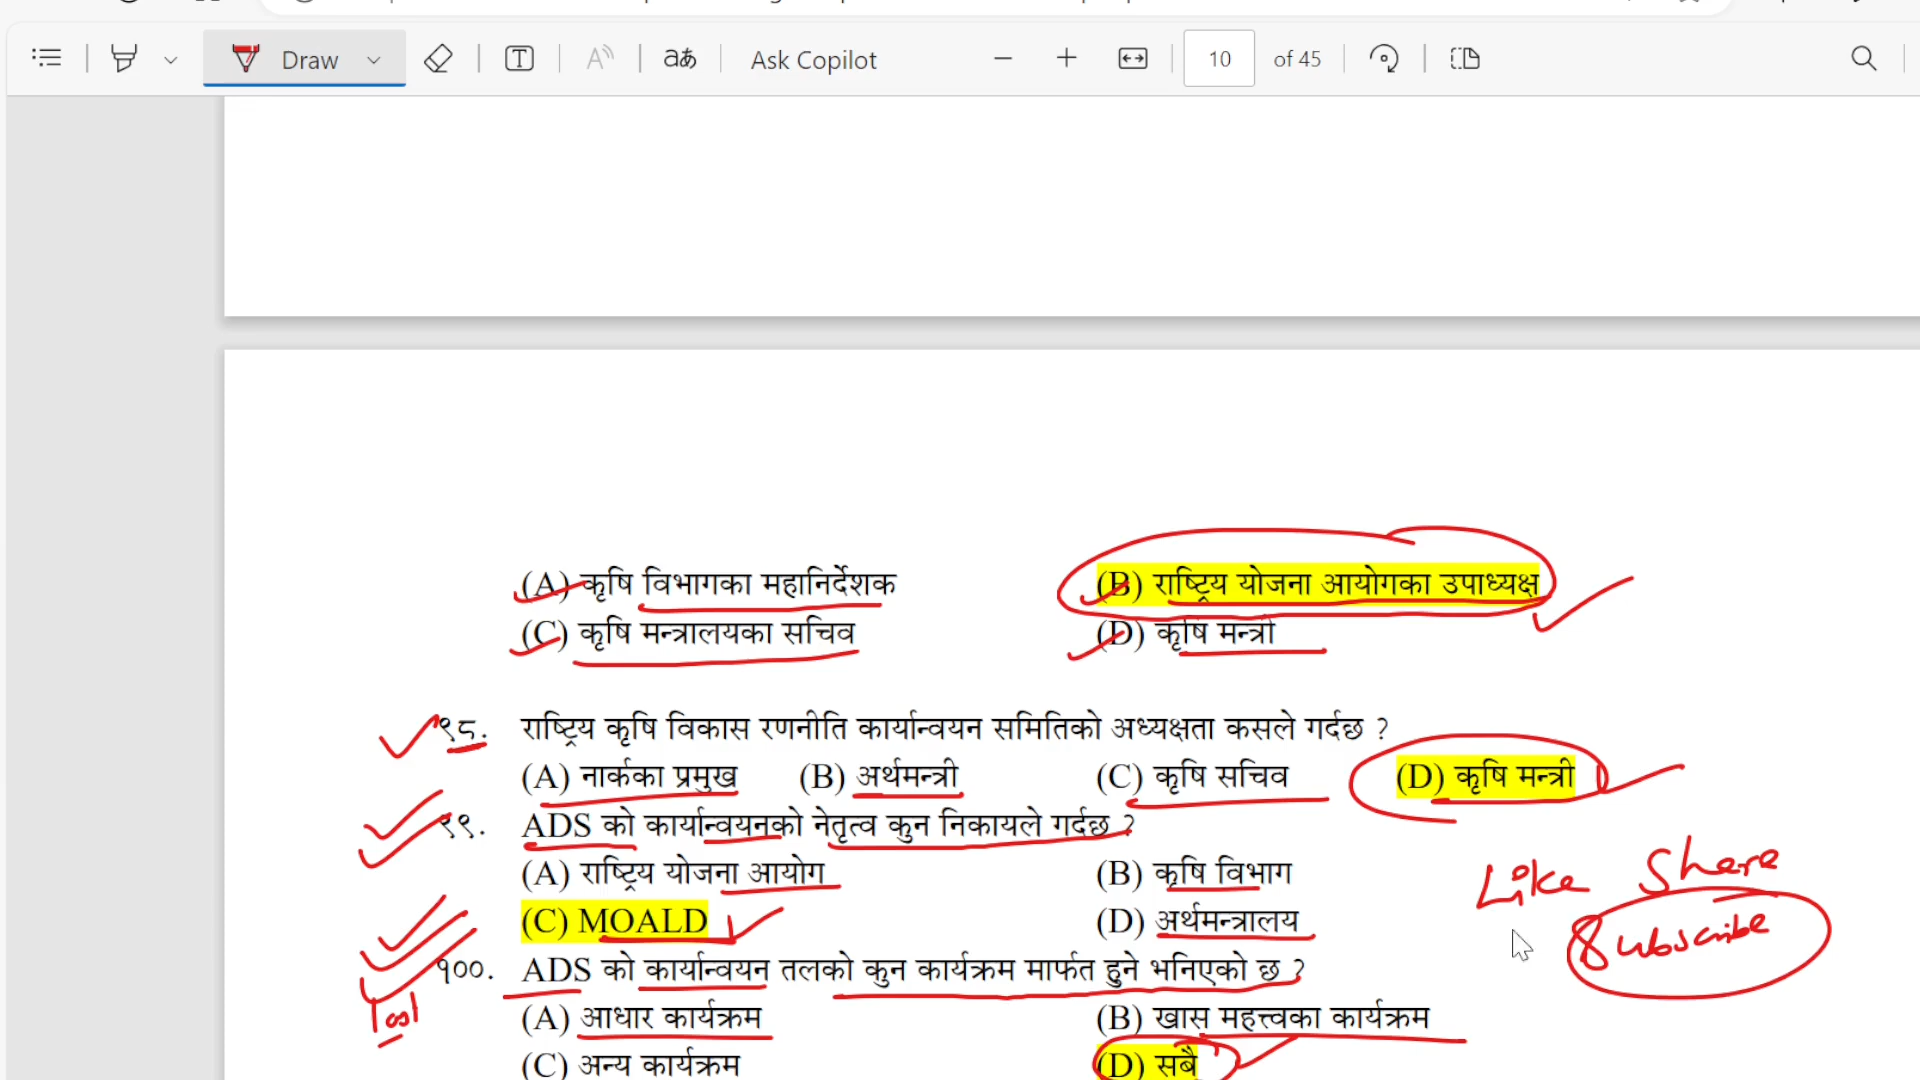 Draw aあ Ask Copilot 10 of 45
(A) कृषि विभागका महानिर्देशक (B) राष्ट्रिय योजना आयोगका उपाध्यक्ष
(C) कृषि मन्त्रालयका सचिव (D) कृषि मन्त्री
९८. राष्ट्रिय कृषि विकास रणनीति कार्यान्वयन समितिको अध्यक्षता कसले गर्दछ ?
(A) नार्कका प्रमुख (B) अर्थमन्त्री (C) कृषि सचिव (D) कृषि मन्त्री
९९. ADS को कार्यान्वयनको नेतृत्व कुन निकायले गर्दछ ?
(A) राष्ट्रिय योजना आयोग (B) कृषि विभाग
Like Share
(C) MOALD (D) अर्थमन्त्रालय
Subscribe
१००. ADS को कार्यान्वयन तलको कुन कार्यक्रम मार्फत हुने भनिएको छ ?
(A) आधार कार्यक्रम (B) खास महत्त्वका कार्यक्रम
(C) अन्य कार्यक्रम (D) सबै